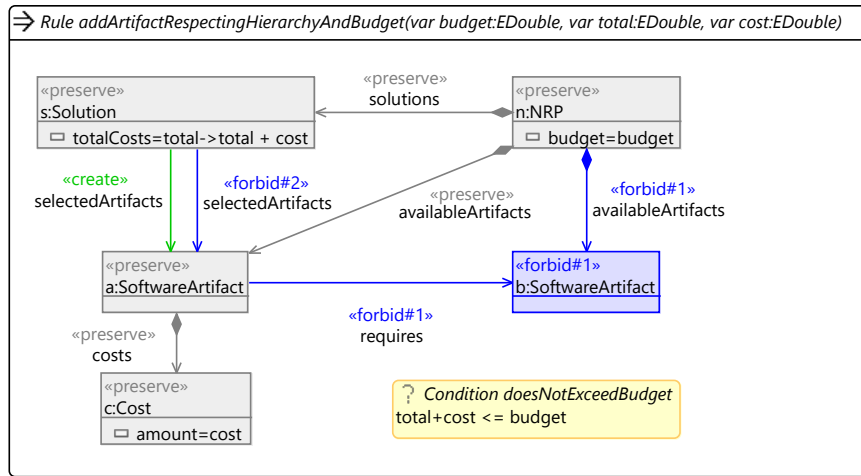 Rule addArtifactRespectingHierarchyAndBudget(var budget:EDouble, var total:EDouble, var cost:EDouble)
«preserve»
s:Solution
totalCosts=total->total + cost
«preserve»
solutions
«preserve»
n:NRP
budget=budget
«create»
selectedArtifacts
«forbid#2»
selectedArtifacts
«preserve»
availableArtifacts
«forbid#1»
availableArtifacts
«preserve»
a:SoftwareArtifact
«forbid#1»
b:SoftwareArtifact
«forbid#1»
requires
«preserve»
costs
«preserve»
c:Cost
amount=cost
? Condition doesNotExceedBudget
total+cost <= budget